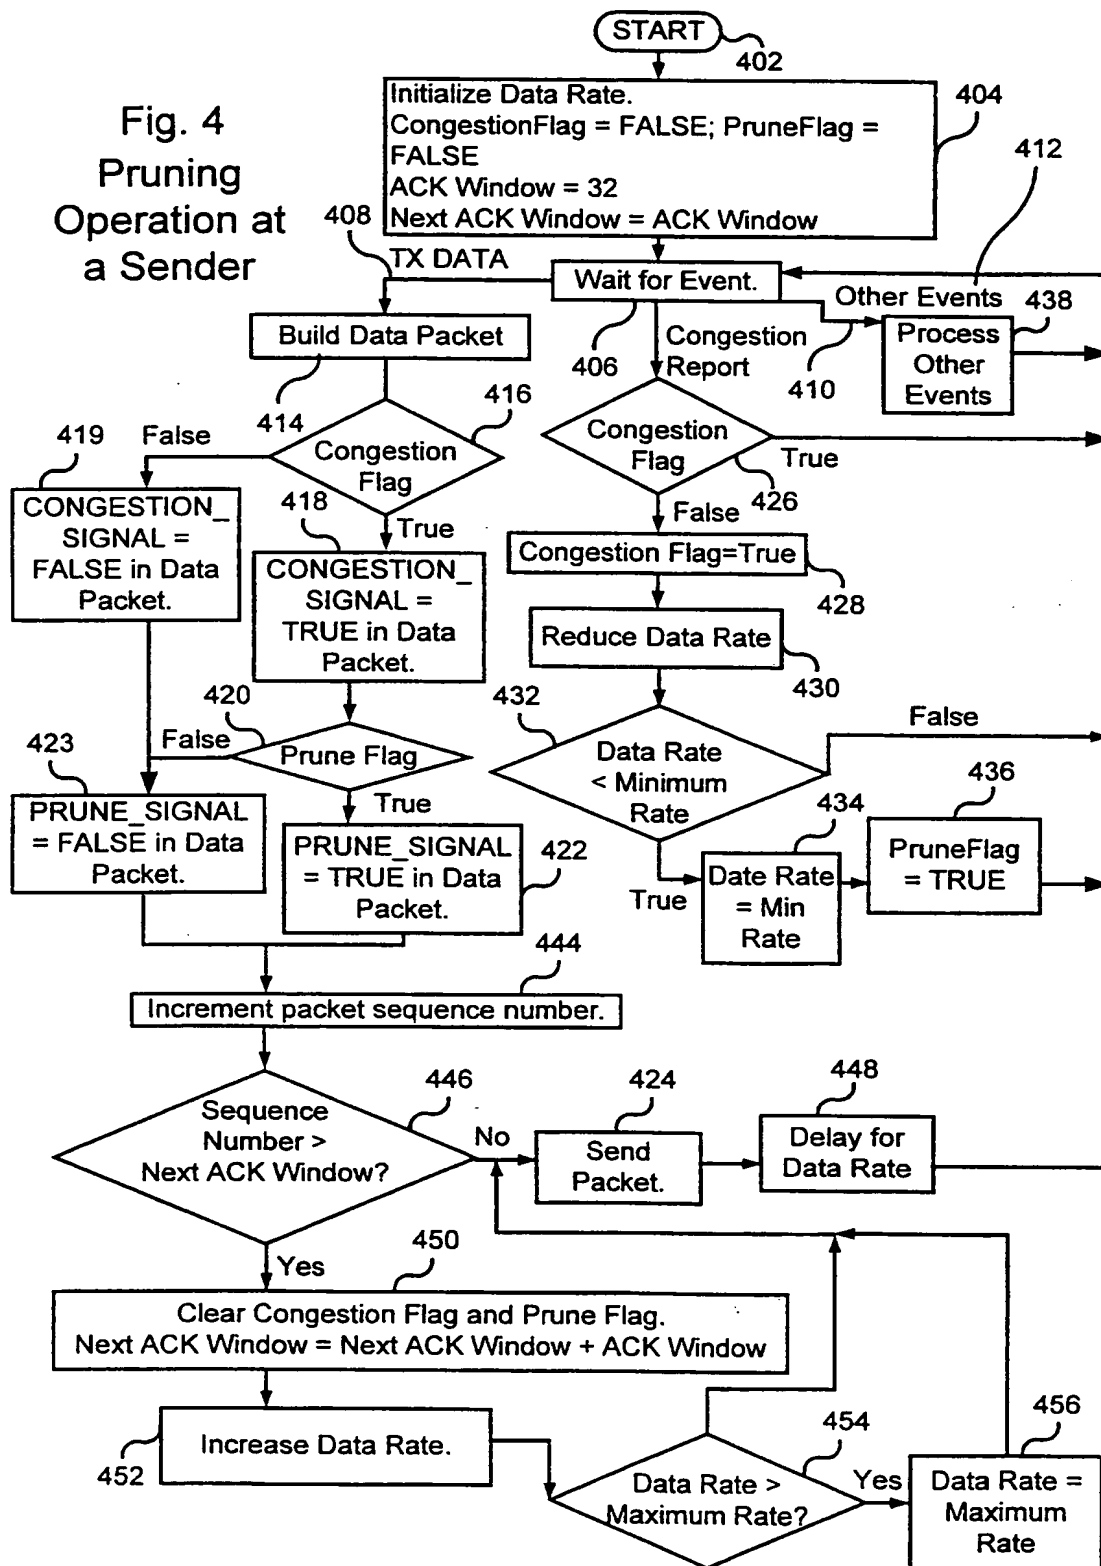 START
402
Fig. 4
Pruning
Operation at
a Sender
Initialize Data Rate.
CongestionFlag = FALSE; PruneFlag =
FALSE
ACK Window = 32
Next ACK Window = ACK Window
404
412
408
TX DATA
Wait for Event.
Other Events
438
Build Data Packet
406
Congestion
Report
410
Process
Other
Events
414
416
419
False
Congestion
Flag
Congestion
Flag
True
426
CONGESTION_
SIGNAL =
FALSE in Data
Packet.
418
True
False
CONGESTION_
SIGNAL =
TRUE in Data
Packet.
Congestion Flag=True
428
Reduce Data Rate
430
420
432
False
423
False
Prune Flag
Data Rate
< Minimum
Rate
436
PRUNE_SIGNAL
= FALSE in Data
Packet.
True
434
PRUNE_SIGNAL
= TRUE in Data
Packet.
422
True
Date Rate
= Min
Rate
PruneFlag
= TRUE
444
Increment packet sequence number.
446
424
448
Sequence
Number >
Next ACK Window?
No
Send
Packet.
Delay for
Data Rate
Yes
450
Clear Congestion Flag and Prune Flag.
Next ACK Window = Next ACK Window + ACK Window
454
456
452
Increase Data Rate.
Data Rate >
Maximum Rate?
Yes
Data Rate =
Maximum
Rate